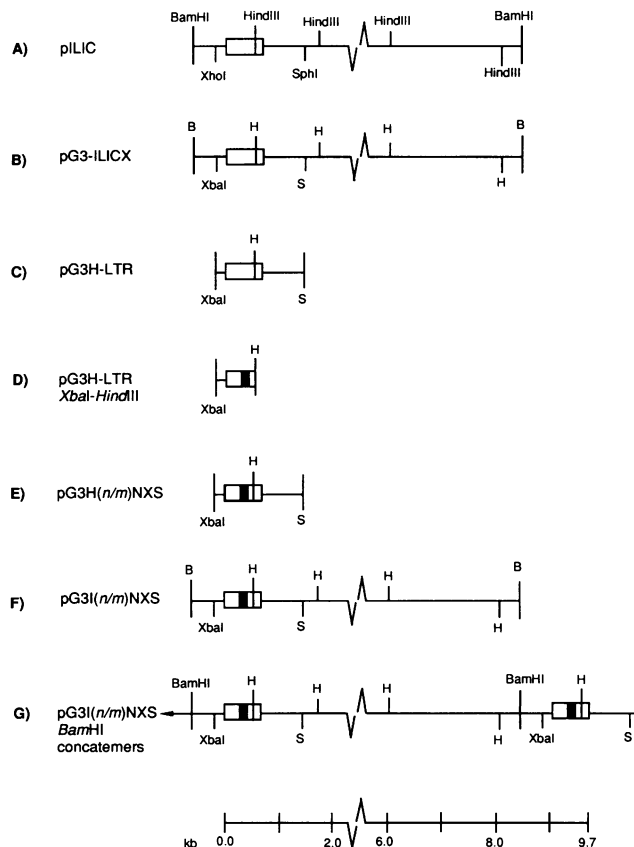 BamHI HindIII HindIII HindIII BamHI
A) pILIC
XhoI SphI HindIII
B H H H B
B) pG3-ILICX
XbaI S H
H
C) pG3H-LTR
XbaI S
H
D) pG3H-LTR
XbaI-HindIII
XbaI
H
E) pG3H(n/m)NXS
XbaI S
B H H H B
F) pG3I(n/m)NXS
XbaI S H
BamHI H H H BamHI H
G) pG3I(n/m)NXS
BamHI
concatemers
XbaI S H XbaI S
kb 0.0 2.0 6.0 8.0 9.7